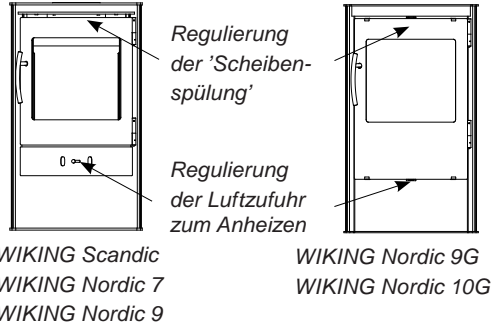 Regulierung
der ’Scheiben-
spülung’
Regulierung
der Luftzufuhr
zum Anheizen
WIKING Scandic
WIKING Nordic 7
WIKING Nordic 9
WIKING Nordic 9G
WIKING Nordic 10G